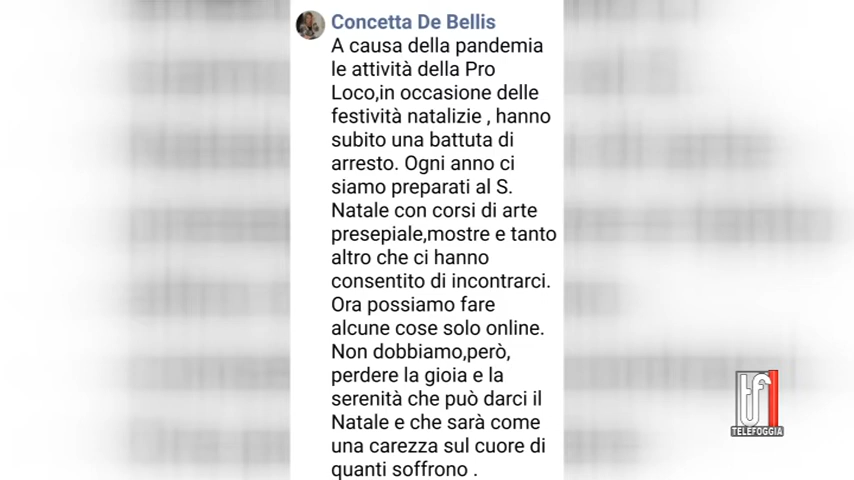 Concetta De Bellis
A causa della pandemia
le attività della Pro
Loco,in occasione delle
festività natalizie , hanno
subito una battuta di
arresto. Ogni anno ci
siamo preparati al S.
Natale con corsi di arte
presepiale,mostre e tanto
altro che ci hanno
consentito di incontrarci.
Ora possiamo fare
alcune cose solo online.
Non dobbiamo,però,
perdere la gioia e la
serenità che può darci il
Natale e che sarà come
una carezza sul cuore di
quanti soffrono .
tf
TELEFOGGIA